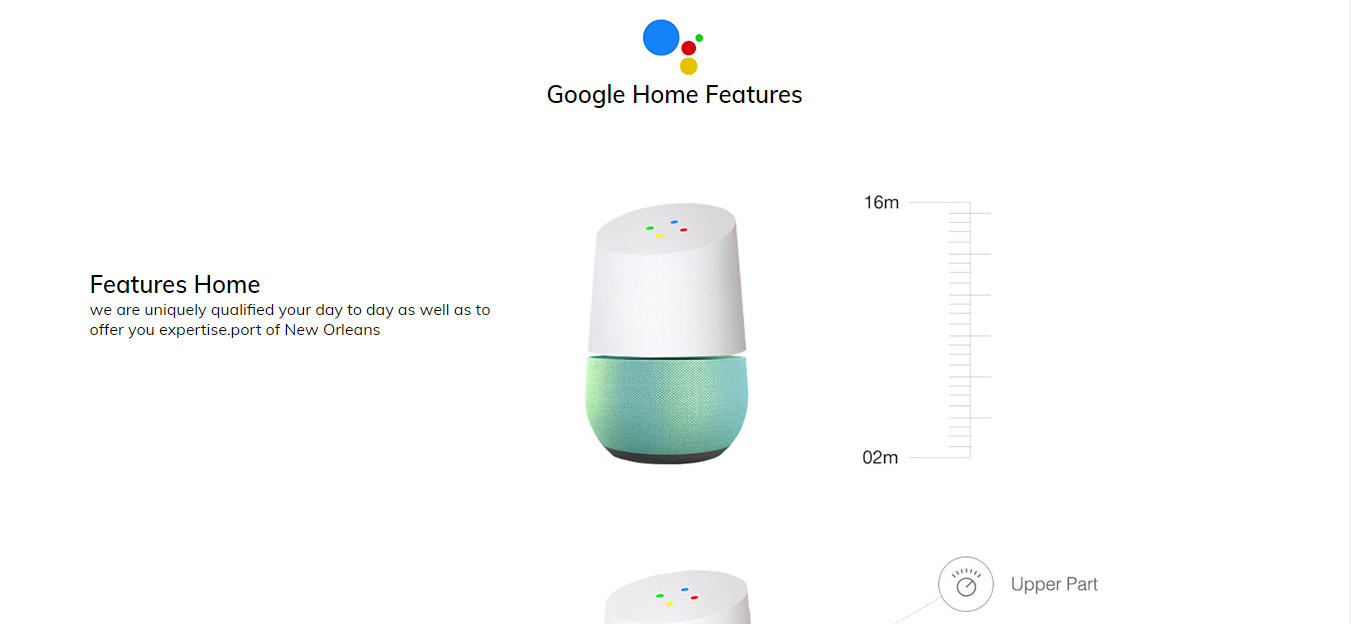 Google Home Features
16m
Features Home
we are uniquely qualified your day to day as well as to
offer you expertise.port of New Orleans
02m
Upper Part